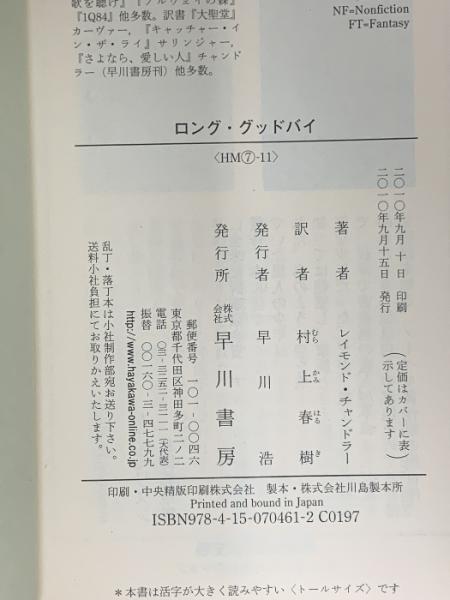 歌を聴け』『ノルウェイの森』
『1Q84』他多数。訳書『大聖堂』
カーヴァー，『キャッチャー・イ
ン・ザ・ライ』サリンジャー，
『さよなら、愛しい人』チャンド
ラー（早川書房刊）他多数。
NF=Nonfiction
FT=Fantasy
ロング・グッドバイ
〈HM⑦-11〉
二〇一〇年九月 十 日 印刷
二〇一〇年九月十五日 発行
（定価はカバーに表
示してあります）
著者 レイモンド・チャンドラー
訳者 村上春樹
むら かみ はる き
発行者 早川 浩
発行所 株式会社 早川書房
郵便番号 一〇一‐〇〇四六
東京都千代田区神田多町二ノ二
電話 〇三‐三二五二‐三一一一（大代表）
振替 〇〇一六〇‐三‐四七七九九
http://www.hayakawa-online.co.jp
乱丁・落丁本は小社制作部宛お送り下さい。
送料小社負担にてお取りかえいたします。
印刷・中央精版印刷株式会社 製本・株式会社川島製本所
Printed and bound in Japan
ISBN978-4-15-070461-2 C0197
＊本書は活字が大きく読みやすい〈トールサイズ〉です